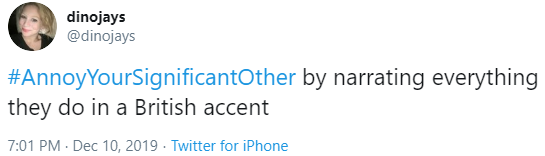 dinojays
@dinojays
#AnnoyYourSignificantOther by narrating everything
they do in a British accent
7:01 PM · Dec 10, 2019 · Twitter for iPhone